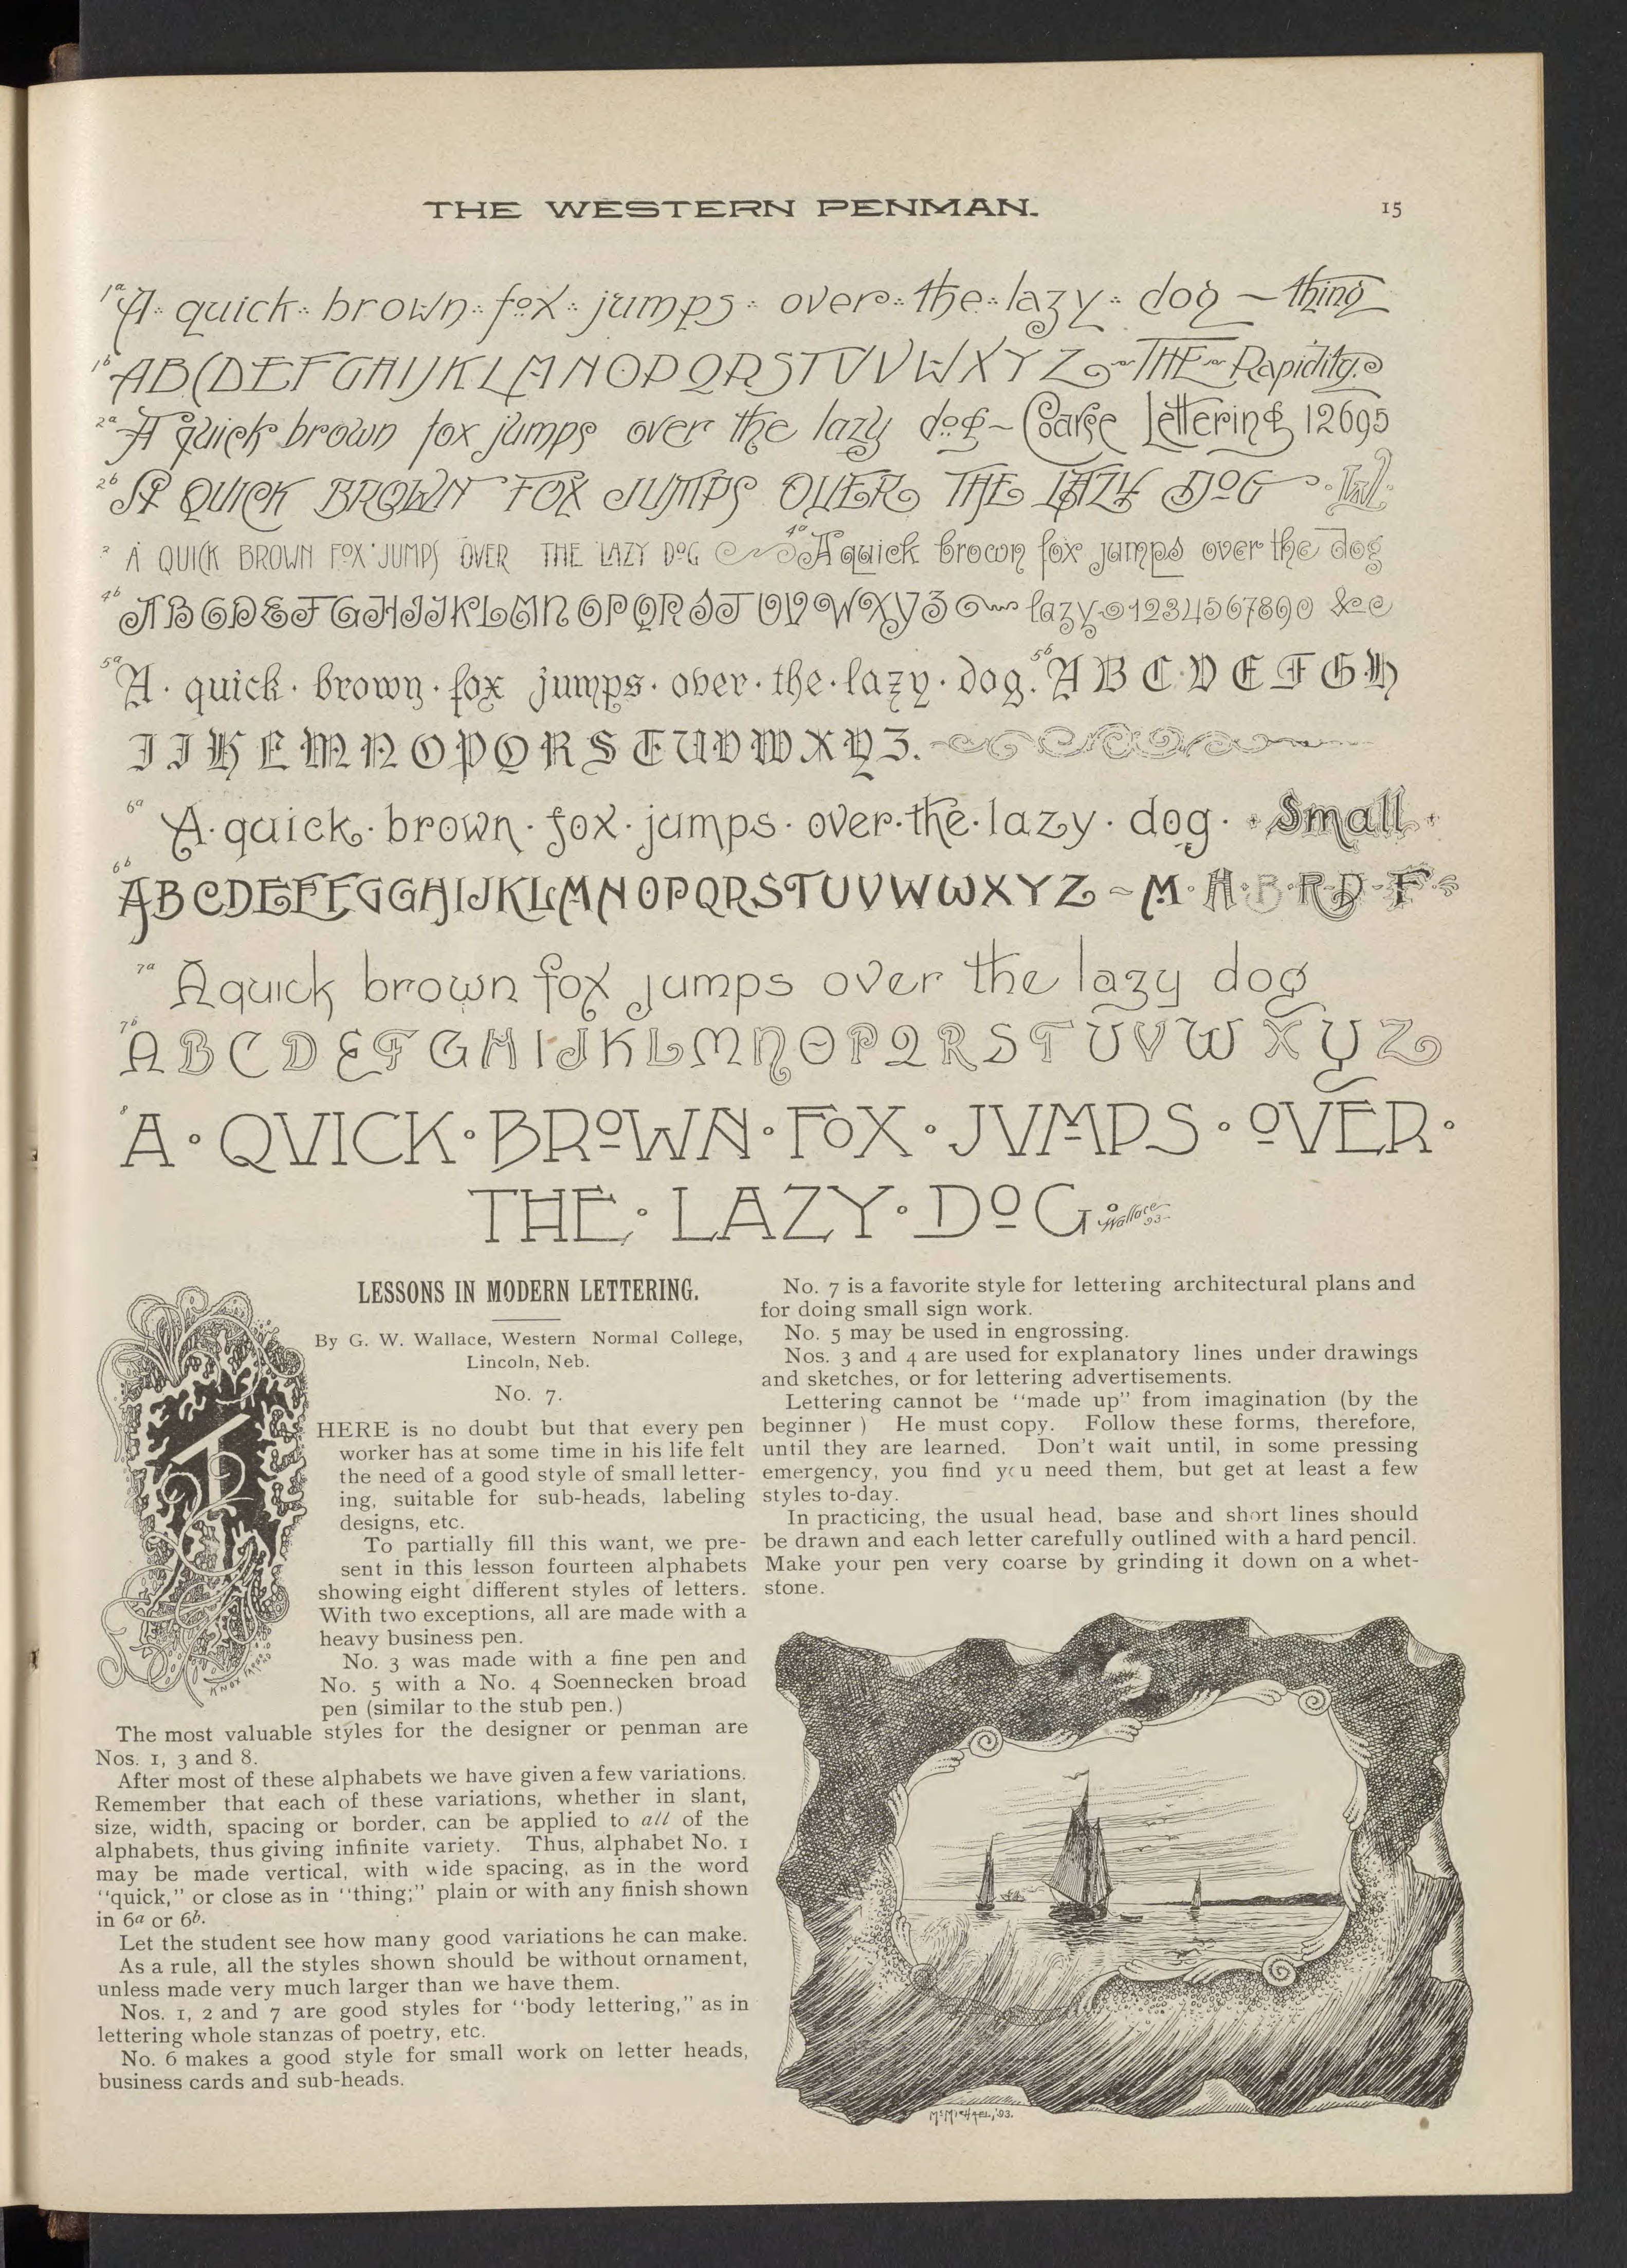 THE WESTERN PENMAN.
15
1a A quick brown fox jumps over the lazy dog – thing
1b ABCDEFGHIJKLMNOPQRSTUVWXYZ THE Rapidity.
2a A quick brown fox jumps over the lazy dog – Coarse Lettering 12695
2b A QUICK BROWN FOX JUMPS OVER THE LAZY DOG
3 A QUICK BROWN FOX JUMPS OVER THE LAZY DOG 4a A quick brown fox jumps over the dog
4b ABCDEFGHIJKLMNOPQRSTUVWXYZ lazy 1234567890 &c
5a A · quick · brown · fox jumps · over · the · lazy · dog. 5b A B C D E F G H
I J K L M N O P Q R S T U V W X Y Z.
6a A · quick · brown · fox · jumps · over · the · lazy · dog · Small
6b ABCDEEFFGGHIJKLMNOPQRSTUVWWXYZ ~ M · H · B · R · D · F
7a A quick brown fox jumps over the lazy dog
7b A B C D E F G H I J K L M N O P Q R S T U V W X Y Z
8 A · QVICK · BROWN · FOX · JVMPS · OVER ·
THE · LAZY · DOG Wallace
93
LESSONS IN MODERN LETTERING.
By G. W. Wallace, Western Normal College,
Lincoln, Neb.
No. 7.
THERE is no doubt but that every pen
worker has at some time in his life felt
the need of a good style of small letter-
ing, suitable for sub-heads, labeling
designs, etc.
To partially fill this want, we pre-
sent in this lesson fourteen alphabets
showing eight different styles of letters.
With two exceptions, all are made with a
heavy business pen.
No. 3 was made with a fine pen and
No. 5 with a No. 4 Soennecken broad
pen (similar to the stub pen.)
The most valuable styles for the designer or penman are
Nos. 1, 3 and 8.
After most of these alphabets we have given a few variations.
Remember that each of these variations, whether in slant,
size, width, spacing or border, can be applied to all of the
alphabets, thus giving infinite variety. Thus, alphabet No. 1
may be made vertical, with wide spacing, as in the word
"quick," or close as in "thing;" plain or with any finish shown
in 6a or 6b.
Let the student see how many good variations he can make.
As a rule, all the styles shown should be without ornament,
unless made very much larger than we have them.
Nos. 1, 2 and 7 are good styles for "body lettering," as in
lettering whole stanzas of poetry, etc.
No. 6 makes a good style for small work on letter heads,
business cards and sub-heads.
No. 7 is a favorite style for lettering architectural plans and
for doing small sign work.
No. 5 may be used in engrossing.
Nos. 3 and 4 are used for explanatory lines under drawings
and sketches, or for lettering advertisements.
Lettering cannot be "made up" from imagination (by the
beginner ) He must copy. Follow these forms, therefore,
until they are learned. Don't wait until, in some pressing
emergency, you find you need them, but get at least a few
styles to-day.
In practicing, the usual head, base and short lines should
be drawn and each letter carefully outlined with a hard pencil.
Make your pen very coarse by grinding it down on a whet-
stone.
McMICHAEL, '93.